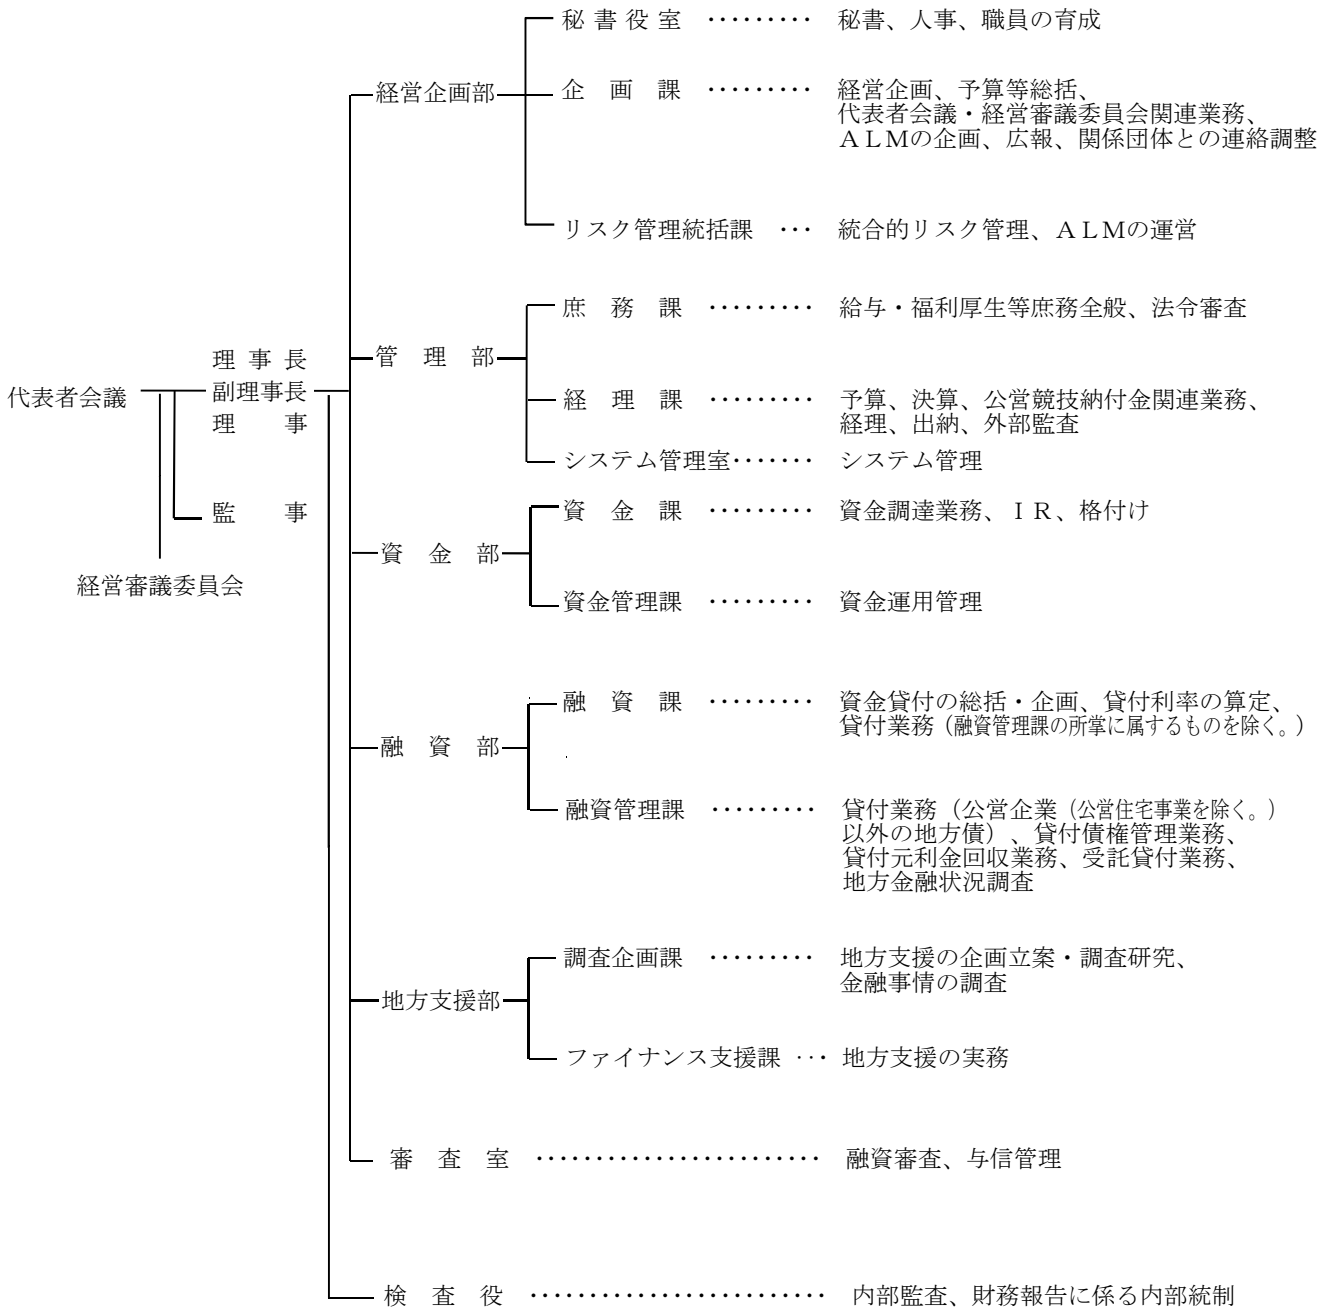 秘書役室 ········· 秘書、人事、職員の育成
経営企画部
企画課 ········· 経営企画、予算等総括、
代表者会議・経営審議委員会関連業務、
ＡＬＭの企画、広報、関係団体との連絡調整
リスク管理統括課 ··· 統合的リスク管理、ＡＬＭの運営
庶務課 ········· 給与・福利厚生等庶務全般、法令審査
管理部
理事長
副理事長
理事
代表者会議
経理課 ········· 予算、決算、公営競技納付金関連業務、
経理、出納、外部監査
システム管理室······· システム管理
監事
資金課 ········· 資金調達業務、ＩＲ、格付け
資金部
経営審議委員会
資金管理課 ········· 資金運用管理
融資課 ········· 資金貸付の総括・企画、貸付利率の算定、
貸付業務（融資管理課の所掌に属するものを除く。）
融資部
融資管理課 ········· 貸付業務（公営企業（公営住宅事業を除く。）
以外の地方債）、貸付債権管理業務、
貸付元利金回収業務、受託貸付業務、
地方金融状況調査
調査企画課 ········· 地方支援の企画立案・調査研究、
金融事情の調査
地方支援部
ファイナンス支援課 ··· 地方支援の実務
審査室 ························ 融資審査、与信管理
検査役 ························· 内部監査、財務報告に係る内部統制